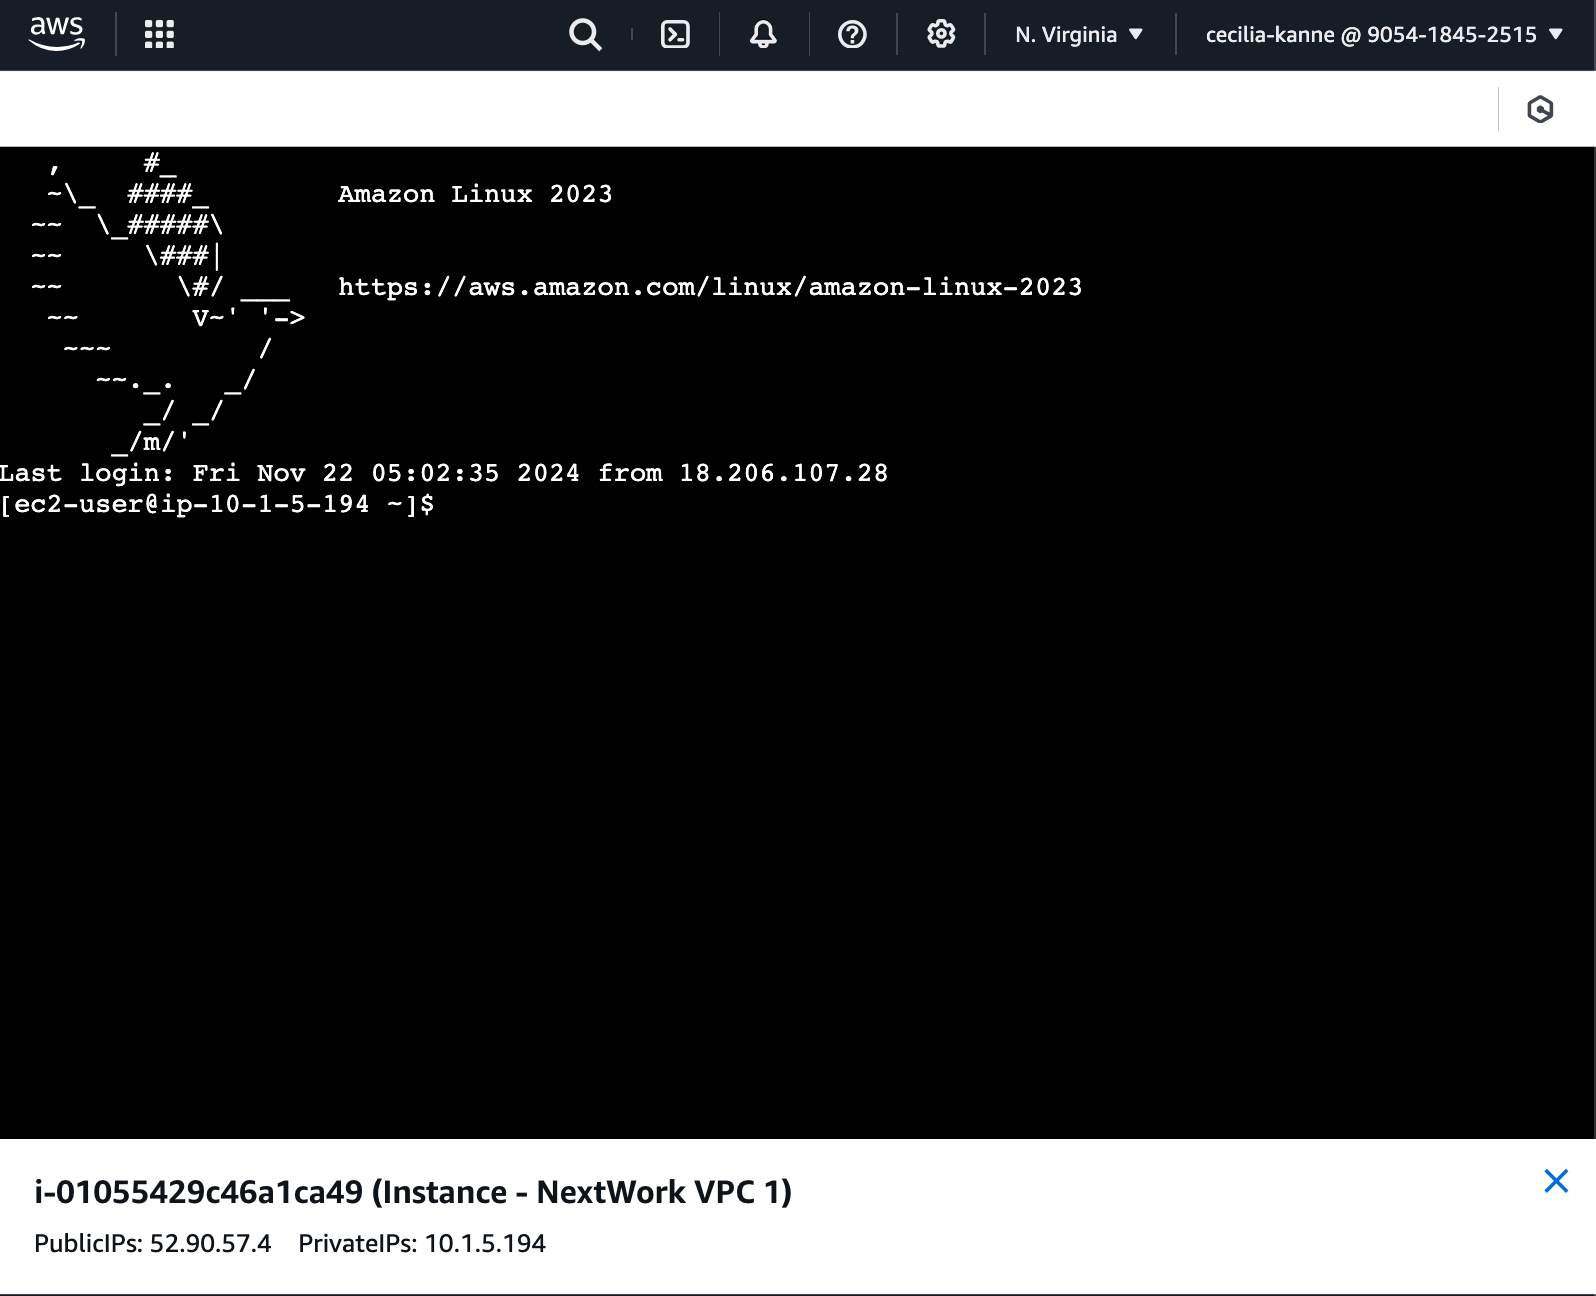 aws
N. Virginia ▼
cecilia-kanne @ 9054-1845-2515 ▼
   ,     #_
   ~\_  ####_        Amazon Linux 2023
  ~~  \_#####\
  ~~     \###|
  ~~       \#/ ___   https://aws.amazon.com/linux/amazon-linux-2023
   ~~       V~' '->
    ~~~         /
      ~~._.   _/
         _/ _/
       _/m/'
Last login: Fri Nov 22 05:02:35 2024 from 18.206.107.28
[ec2-user@ip-10-1-5-194 ~]$
i-01055429c46a1ca49 (Instance - NextWork VPC 1)
PublicIPs: 52.90.57.4    PrivateIPs: 10.1.5.194